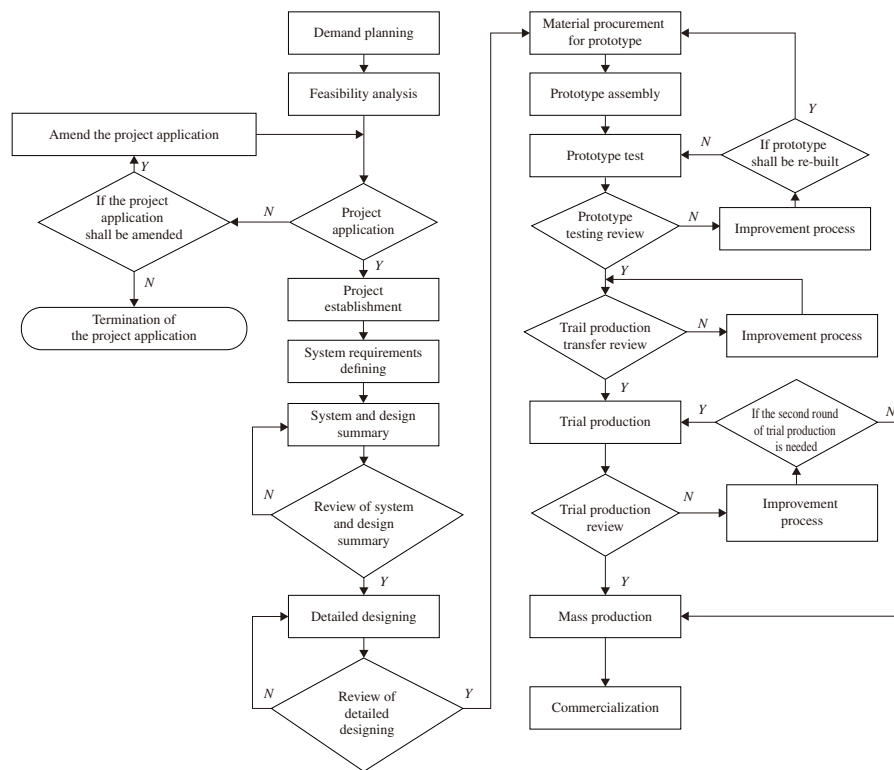 Demand planning
Feasibility analysis
Amend the project application
Y
If the project
application
shall be amended
N
Project
application
N
Y
Termination of
the project application
Project
establishment
System requirements
defining
System and design
summary
N
Review of system
and design
summary
Y
Detailed designing
N
Review of
detailed
designing
Y
Material procurement
for prototype
Prototype assembly
Y
Prototype test
N
If prototype
shall be re-built
Prototype
testing review
N
Improvement process
Y
Trail production
transfer review
N
Improvement process
Y
Trial production
Y
If the second round
of trial production
is needed
N
Trial production
review
N
Improvement
process
Y
Mass production
Commercialization